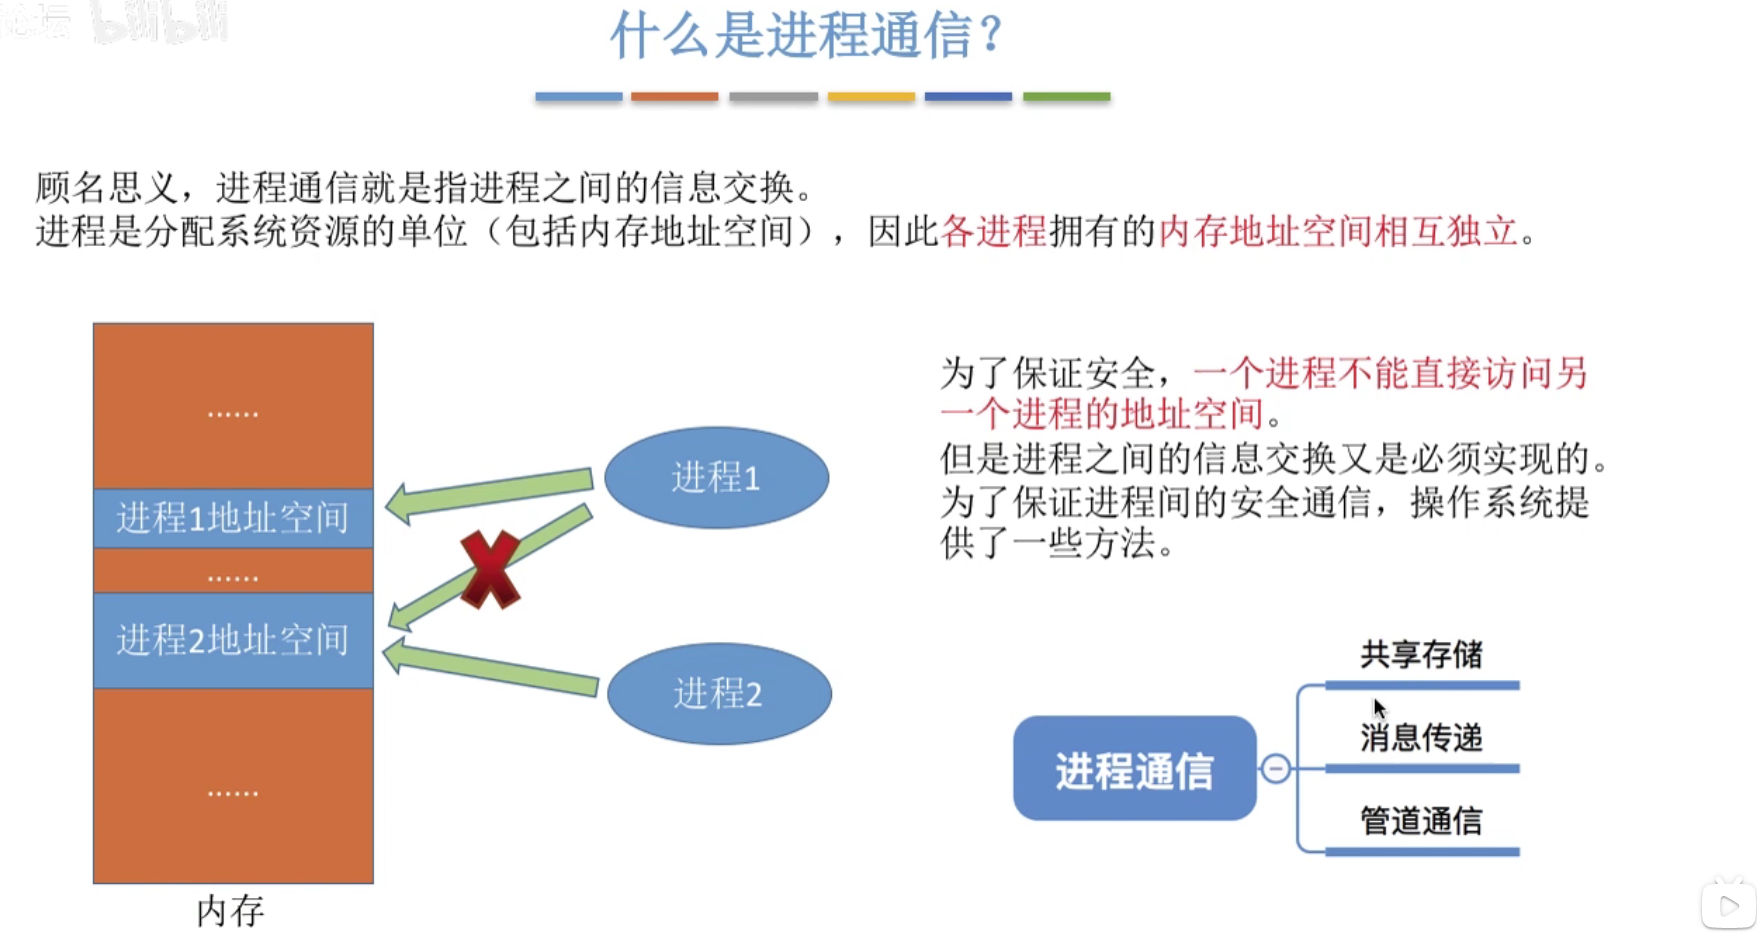 论坛 bilibili
什么是进程通信？
顾名思义，进程通信就是指进程之间的信息交换。
进程是分配系统资源的单位（包括内存地址空间），因此各进程拥有的内存地址空间相互独立。
......
进程1地址空间
......
进程2地址空间
......
内存
进程1
进程2
为了保证安全，一个进程不能直接访问另
一个进程的地址空间。
但是进程之间的信息交换又是必须实现的。
为了保证进程间的安全通信，操作系统提
供了一些方法。
进程通信
共享存储
消息传递
管道通信